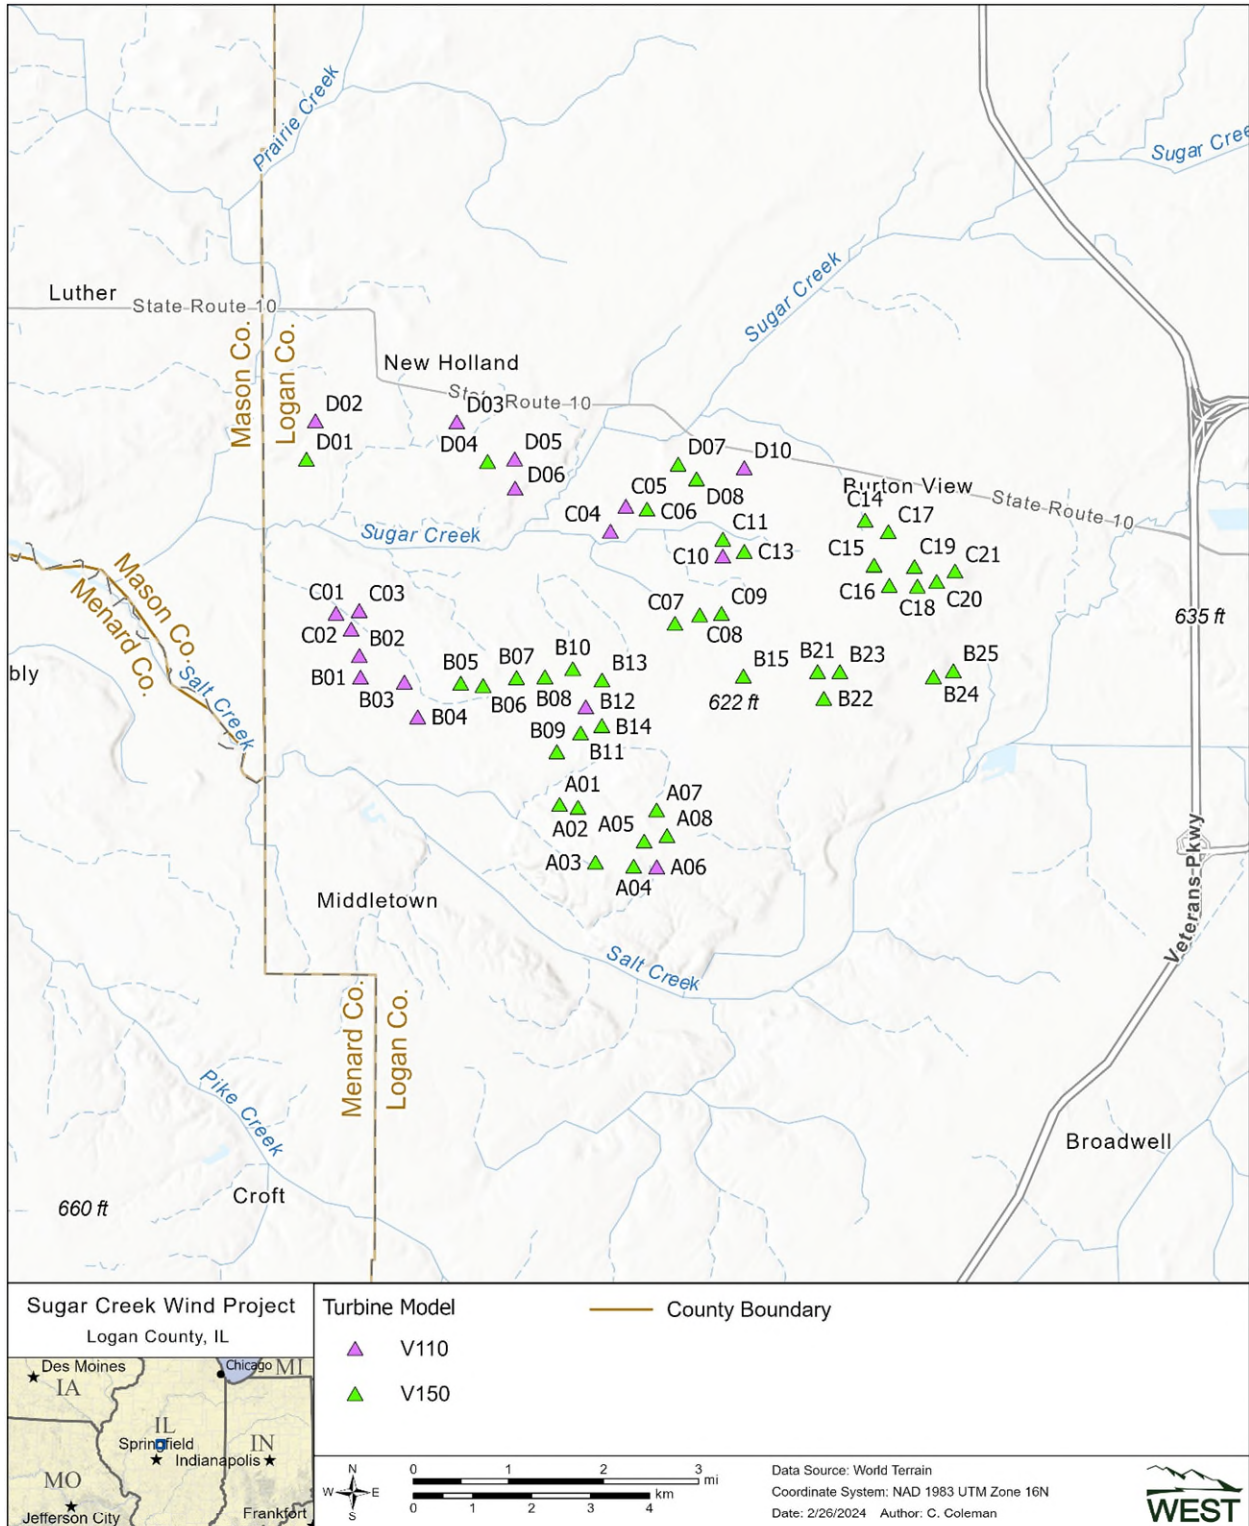 Prairie Creek
Sugar Cree
Luther
State Route 10
Sugar Creek
Mason Co.
Logan Co.
New Holland
State Route 10
D02
D03
D01
D04
D05
D06
D07
D10
D08
Burton View
State Route 10
C05
C06
C04
C14
C17
C11
C10
C13
C15
C19
C21
C16
C18
C20
Sugar Creek
Mason Co.
Menard Co.
Salt Creek
bly
C01
C03
C02
B02
B01
B03
B04
C07
C09
C08
635 ft
B05
B07
B10
B13
B06
B08
B12
B09
B14
B11
B15
622 ft
B21
B23
B22
B25
B24
A01
A02
A05
A07
A08
A03
A04
A06
Middletown
Salt Creek
Veterans Pkwy
Menard Co.
Logan Co.
Pike Creek
Broadwell
Croft
660 ft
Sugar Creek Wind Project
Logan County, IL
Des Moines
Chicago
MI
IA
IL
Springfield
Indianapolis
IN
MO
Jefferson City
Frankfort
Turbine Model
V110
V150
County Boundary
N
W
E
S
0 1 2 3
mi
0 1 2 3 4
km
Data Source: World Terrain
Coordinate System: NAD 1983 UTM Zone 16N
Date: 2/26/2024 Author: C. Coleman
WEST